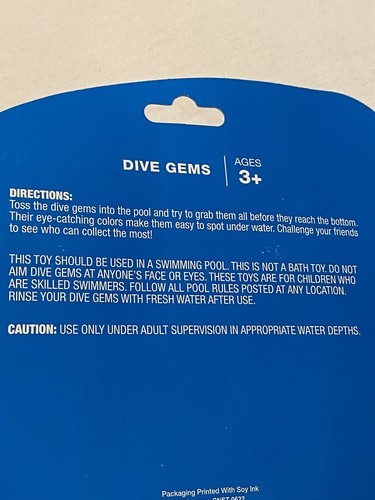 DIVE GEMS
AGES
3+
DIRECTIONS:
Toss the dive gems into the pool and try to grab them all before they reach the bottom.
Their eye-catching colors make them easy to spot under water. Challenge your friends
to see who can collect the most!
THIS TOY SHOULD BE USED IN A SWIMMING POOL. THIS IS NOT A BATH TOY. DO NOT
AIM DIVE GEMS AT ANYONE'S FACE OR EYES. THESE TOYS ARE FOR CHILDREN WHO
ARE SKILLED SWIMMERS. FOLLOW ALL POOL RULES POSTED AT ANY LOCATION.
RINSE YOUR DIVE GEMS WITH FRESH WATER AFTER USE.
CAUTION: USE ONLY UNDER ADULT SUPERVISION IN APPROPRIATE WATER DEPTHS.
Packaging Printed With Soy Ink